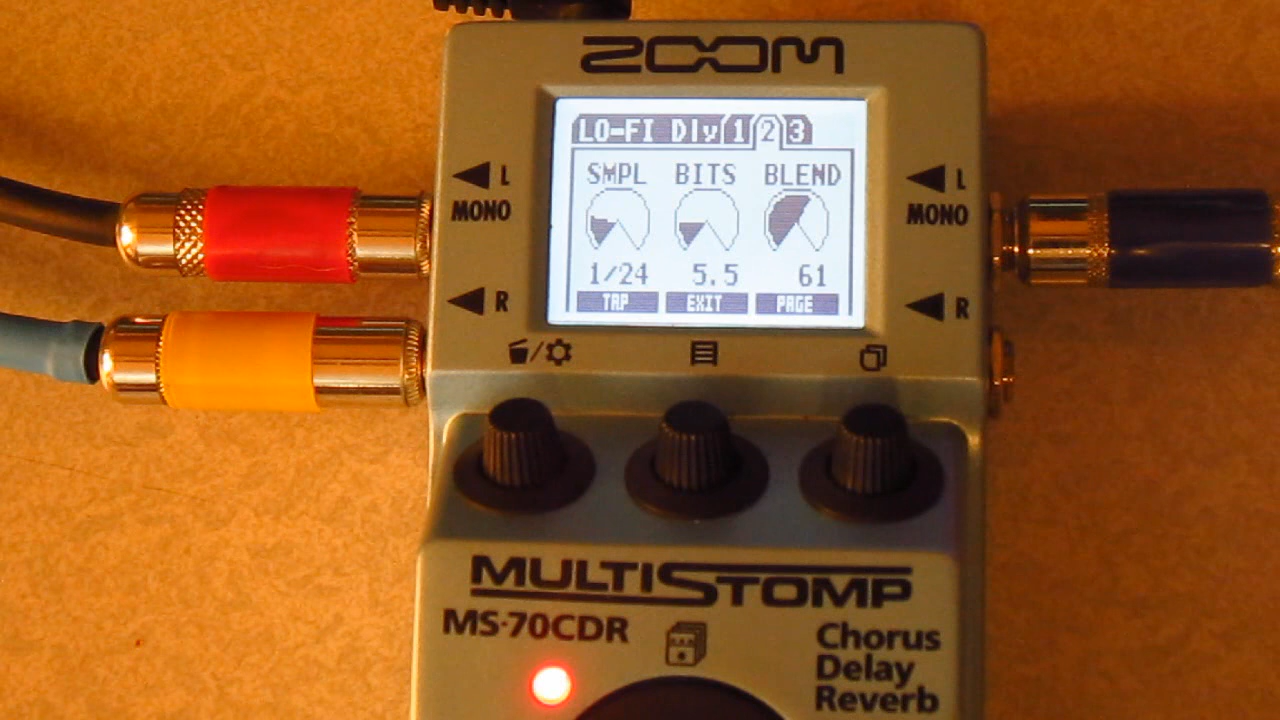 ZOOM
LO-FI Dly 1 2 3
SMPL BITS BLEND
1/24 5.5 61
TAP EXIT PAGE
L
MONO
R
L
MONO
R
MULTISTOMP
MS-70CDR
Chorus
Delay
Reverb